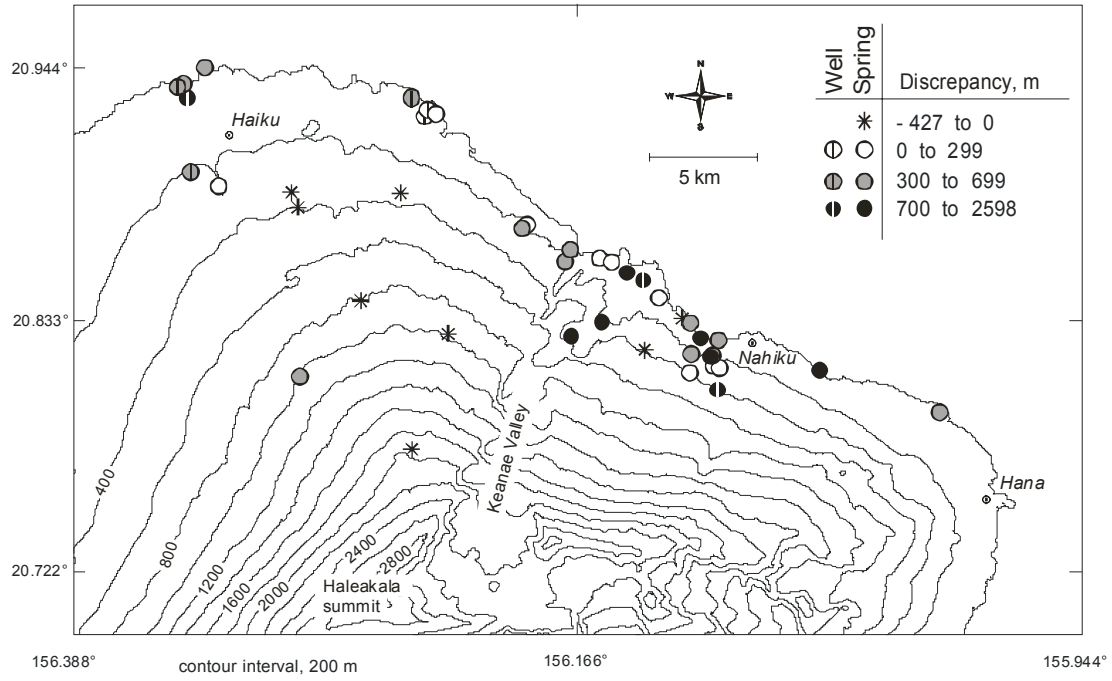 20.944°
20.833°
20.722°
156.388°
156.166°
155.944°
contour interval, 200 m
N
W
E
S
5 km
Well
Spring
Discrepancy, m
- 427 to 0
0 to 299
300 to 699
700 to 2598
Haiku
Nahiku
Hana
Keanae Valley
400
800
1200
1600
2000
2400
2800
Haleakala
summit